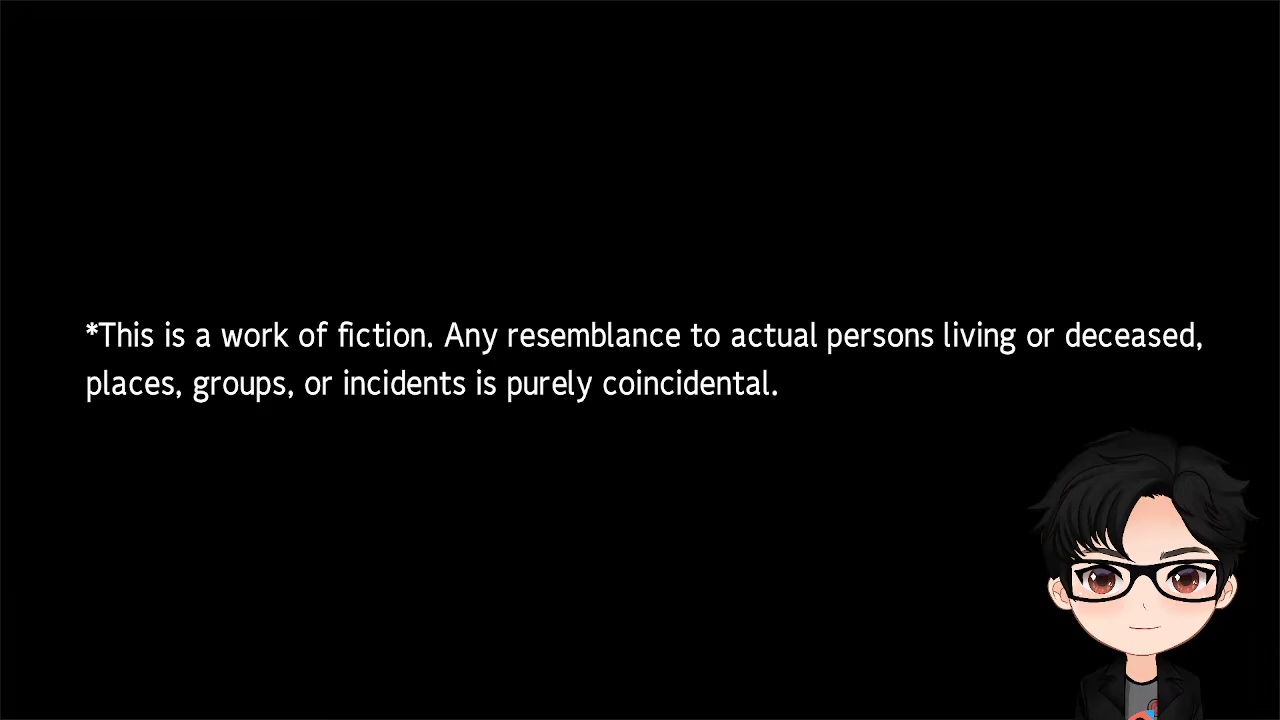 *This is a work of fiction. Any resemblance to actual persons living or deceased,
places, groups, or incidents is purely coincidental.